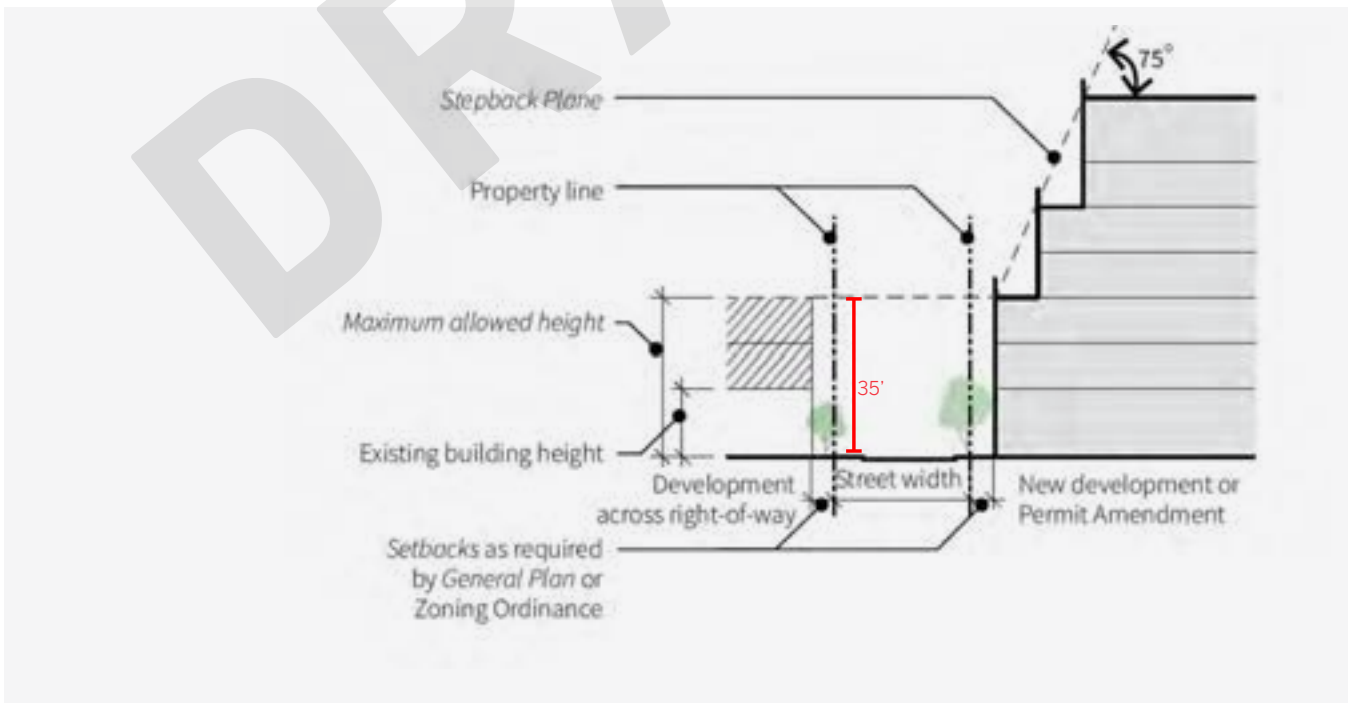 DRA
75°
Stepback Plane
Property line
Maximum allowed height
35'
Existing building height
Development
across right-of-way
Street width
New development or
Permit Amendment
Setbacks as required
by General Plan or
Zoning Ordinance